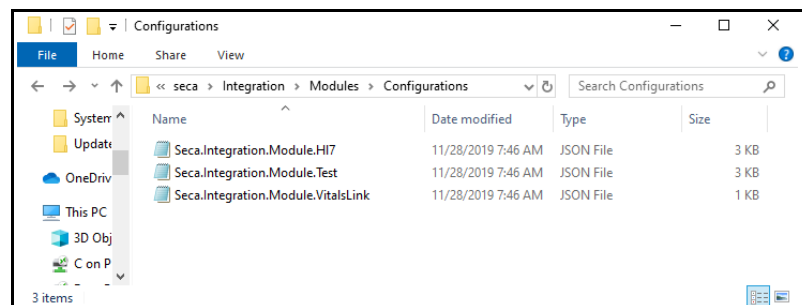 Configurations
File Home Share View
« seca > Integration > Modules > Configurations Search Configurations
Name Date modified Type Size
Seca.Integration.Module.Hl7 11/28/2019 7:46 AM JSON File 3 KB
Seca.Integration.Module.Test 11/28/2019 7:46 AM JSON File 3 KB
Seca.Integration.Module.VitalsLink 11/28/2019 7:46 AM JSON File 1 KB
System
Update
OneDriv
This PC
3D Obj
C on P
3 items